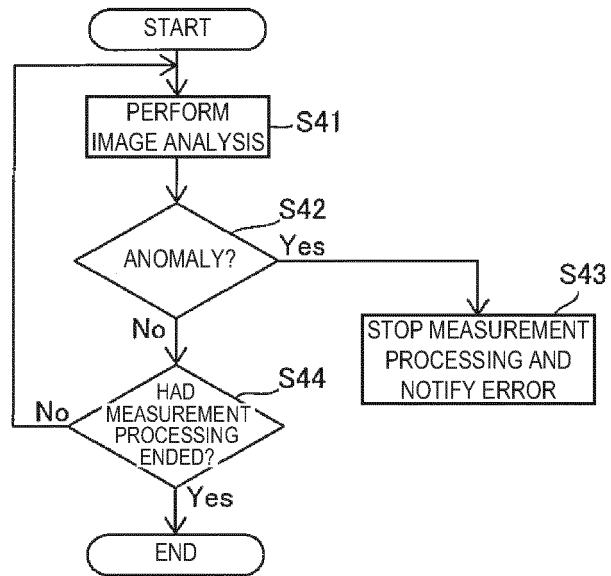 START
PERFORM
IMAGE ANALYSIS
S41
S42
ANOMALY?
Yes
S43
STOP MEASUREMENT
PROCESSING AND
NOTIFY ERROR
No
S44
HAD
MEASUREMENT
PROCESSING
ENDED?
No
Yes
END